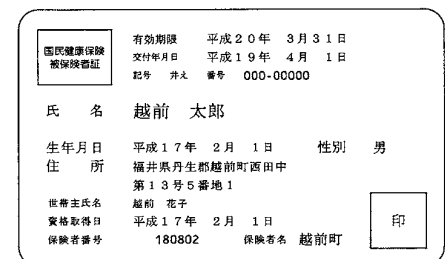 国民健康保険
被保険者証
有効期限 平成20年 3月31日
交付年月日 平成19年 4月 1日
記号 井え 番号 000-00000
氏名 越前 太郎
生年月日 平成17年 2月 1日 性別 男
住所 福井県丹生郡越前町西田中
第13号5番地1
世帯主氏名 越前 花子
資格取得日 平成17年 2月 1日
保険者番号 180802 保険者名 越前町
印